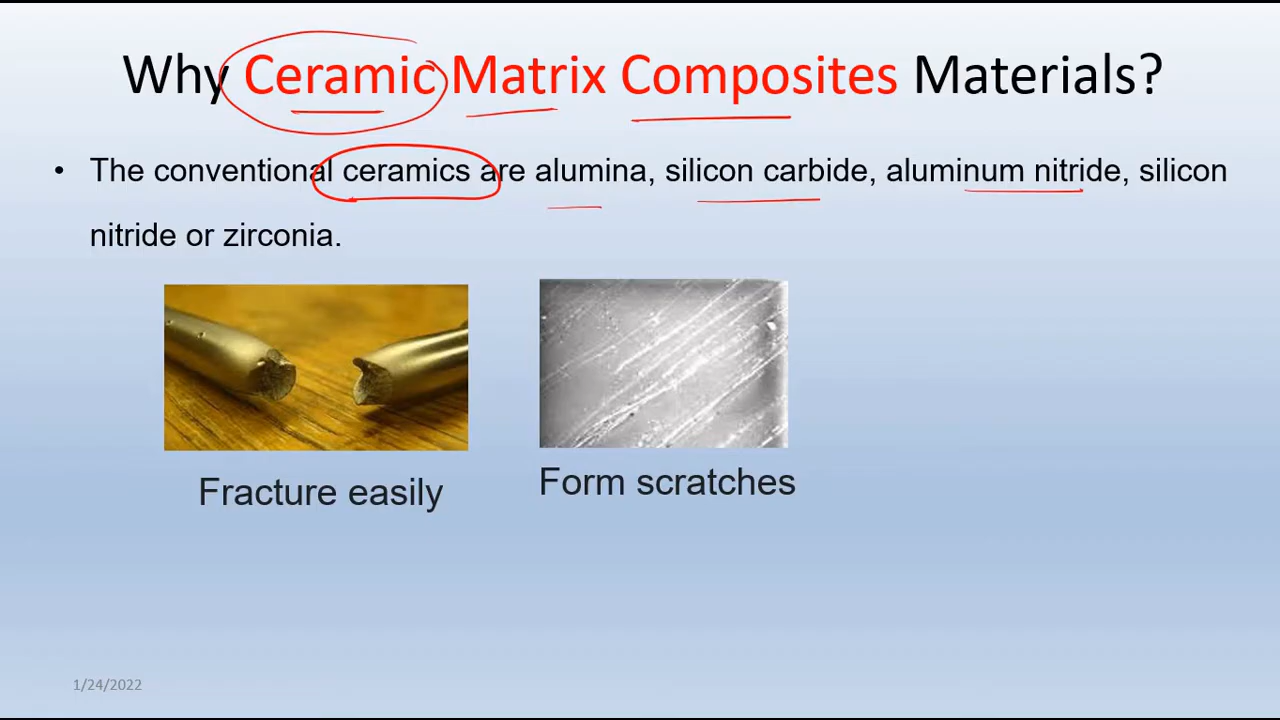 Why Ceramic Matrix Composites Materials?
• The conventional ceramics are alumina, silicon carbide, aluminum nitride, silicon
nitride or zirconia.
Fracture easily
Form scratches
1/24/2022